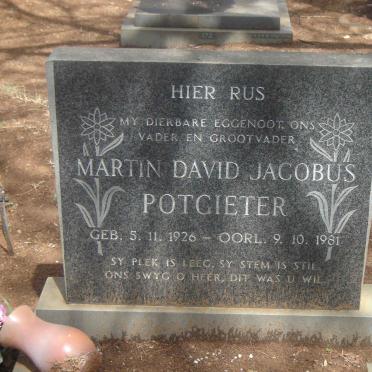 HIER RUS
MY DIERBARE EGGENOOT, ONS
VADER EN GROOTVADER
MARTIN DAVID JACOBUS
POTGIETER
GEB. 5. 11. 1926 – OORL. 9. 10. 1981
SY PLEK IS LEEG, SY STEM IS STIL,
ONS SWYG O HEER, DIT WAS U WIL